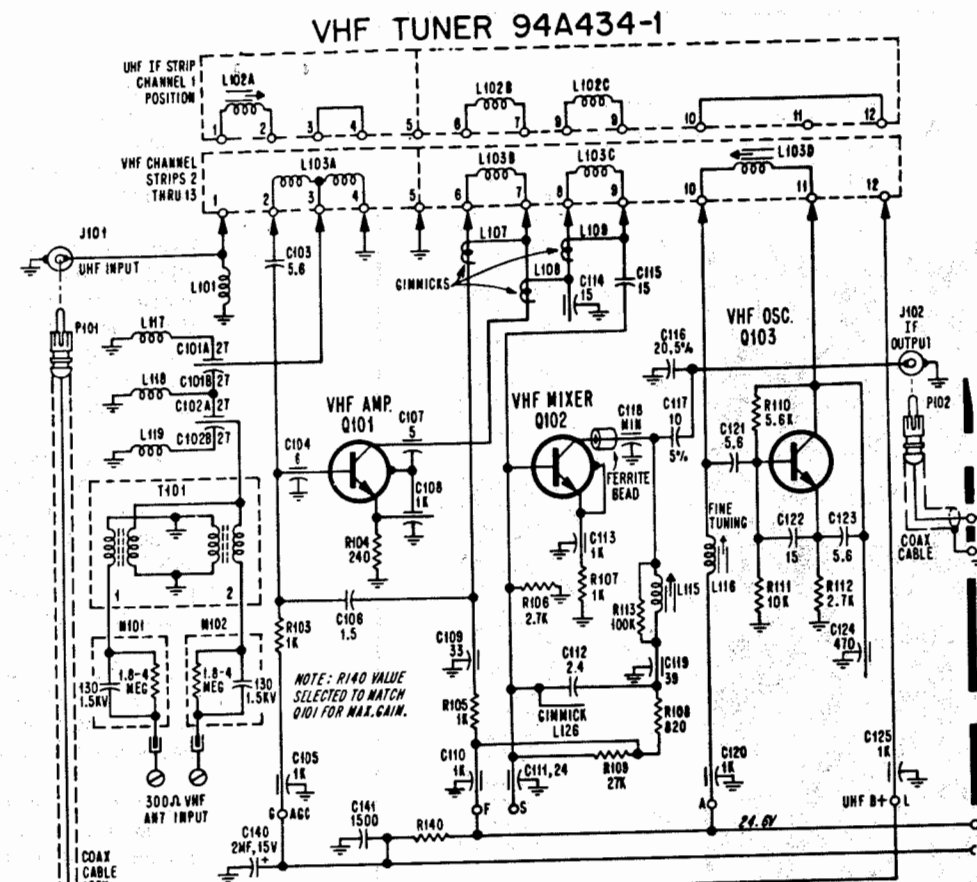 VHF TUNER 94A434-1
UHF IF STRIP
CHANNEL 1
POSITION
L102A
L102B
L102C
1
2
3
4
5
6
7
9
9
10
11
12
VHF CHANNEL
STRIPS 2
THRU 13
L103A
L103B
L103C
L103D
1
2
3
4
5
6
7
8
9
10
11
12
J101
UHF INPUT
L101
C103
5.6
L107
L109
GIMMICKS
L108
C114
15
C115
15
P101
L117
C101A
27
C101B
27
L118
C102A
27
L119
C102B
27
C116
20,5%
VHF OSC.
Q103
J102
IF
OUTPUT
P102
VHF AMP.
Q101
C107
5
VHF MIXER
Q102
C118
MIN
C117
10
5%
FERRITE
BEAD
R110
5.6K
C121
5.6
C104
6
C108
1K
T101
R104
240
C113
1K
R107
1K
FINE
TUNING
L116
C122
15
C123
5.6
COAX
CABLE
1
2
R106
2.7K
R113
100K
L115
R111
10K
R112
2.7K
C106
1.5
R103
1K
M101
M102
130
1.5KV
1.8-4
MEG
1.8-4
MEG
130
1.5KV
C109
33
C112
2.4
C119
39
C124
470
NOTE: R140 VALUE
SELECTED TO MATCH
Q101 FOR MAX.GAIN.
GIMMICK
L126
R105
1K
R108
820
R109
27K
C105
1K
C110
1K
C111,24
C120
1K
C125
1K
300Ω VHF
ANT INPUT
G
AGC
F
S
A
UHF B+
L
C140
2MF,15V
+
C141
1500
R140
24.6V
COAX
CABLE